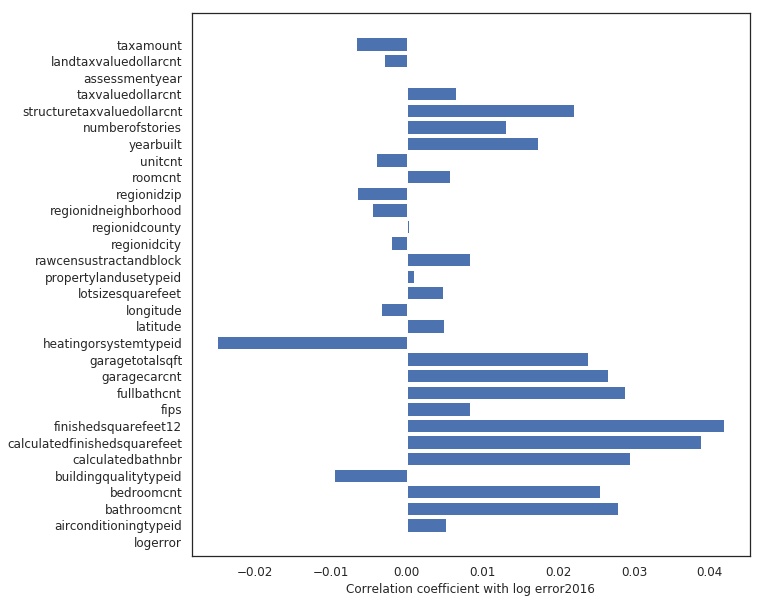 taxamount
landtaxvaluedollarcnt
assessmentyear
taxvaluedollarcnt
structuretaxvaluedollarcnt
numberofstories
yearbuilt
unitcnt
roomcnt
regionidzip
regionidneighborhood
regionidcounty
regionidcity
rawcensustractandblock
propertylandusetypeid
lotsizesquarefeet
longitude
latitude
heatingorsystemtypeid
garagetotalsqft
garagecarcnt
fullbathcnt
fips
finishedsquarefeet12
calculatedfinishedsquarefeet
calculatedbathnbr
buildingqualitytypeid
bedroomcnt
bathroomcnt
airconditioningtypeid
logerror
−0.02 −0.01 0.00 0.01 0.02 0.03 0.04
Correlation coefficient with log error2016